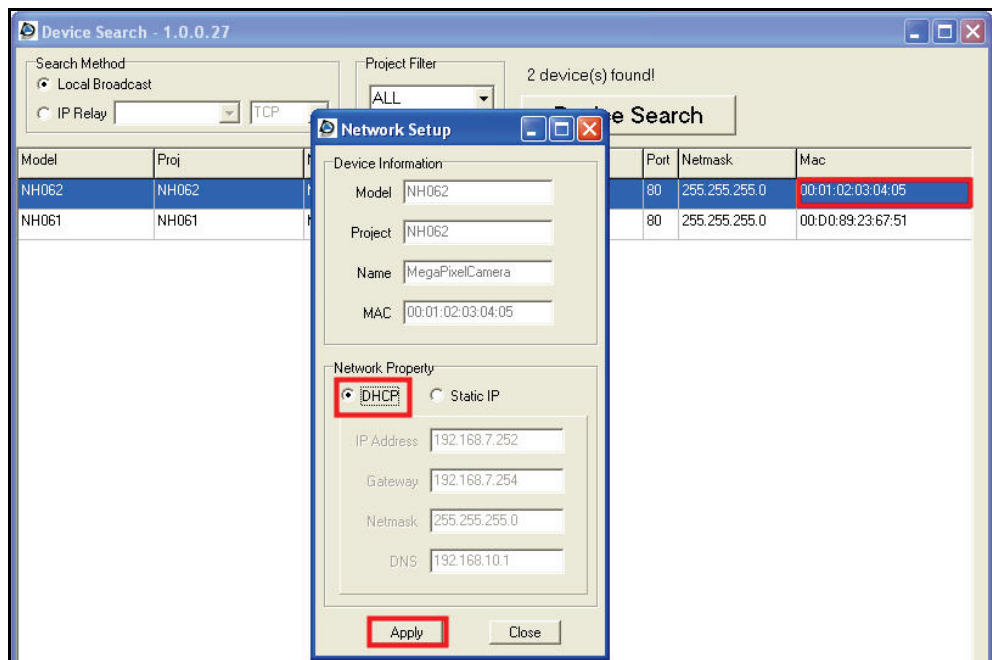 Device Search - 1.0.0.27
Search Method
Local Broadcast
IP Relay
TCP
Project Filter
ALL
2 device(s) found!
Search
Model Proj Port Netmask Mac
NH062 NH062 80 255.255.255.0 00:01:02:03:04:05
NH061 NH061 80 255.255.255.0 00:D0:89:23:67:51
Network Setup
Device Information
Model NH062
Project NH062
Name MegaPixelCamera
MAC 00:01:02:03:04:05
Network Property
DHCP Static IP
IP Address 192.168.7.252
Gateway 192.168.7.254
Netmask 255.255.255.0
DNS 192.168.10.1
Apply Close